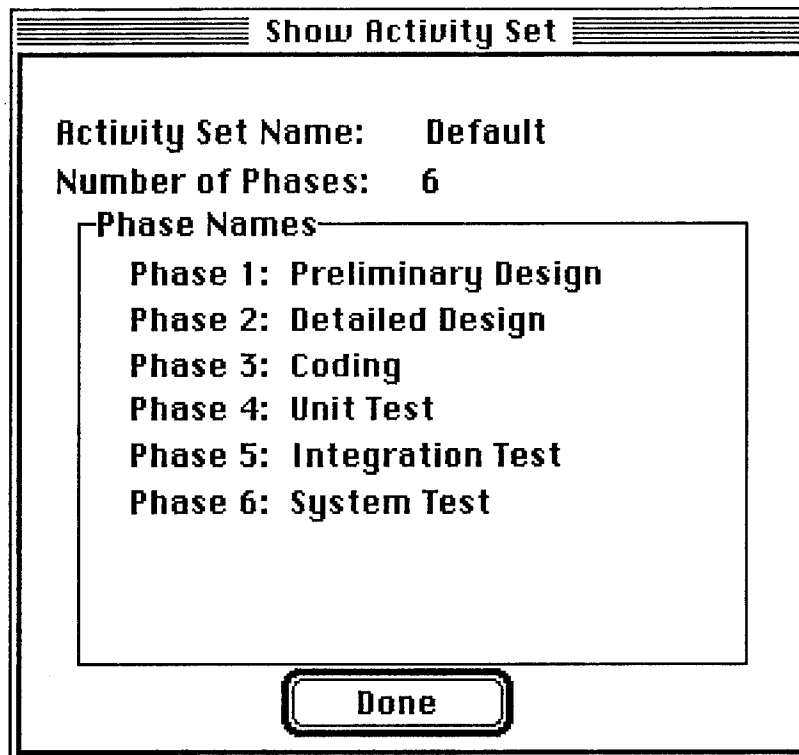 Show Activity Set
Activity Set Name: Default
Number of Phases: 6
Phase Names
Phase 1: Preliminary Design
Phase 2: Detailed Design
Phase 3: Coding
Phase 4: Unit Test
Phase 5: Integration Test
Phase 6: System Test
Done